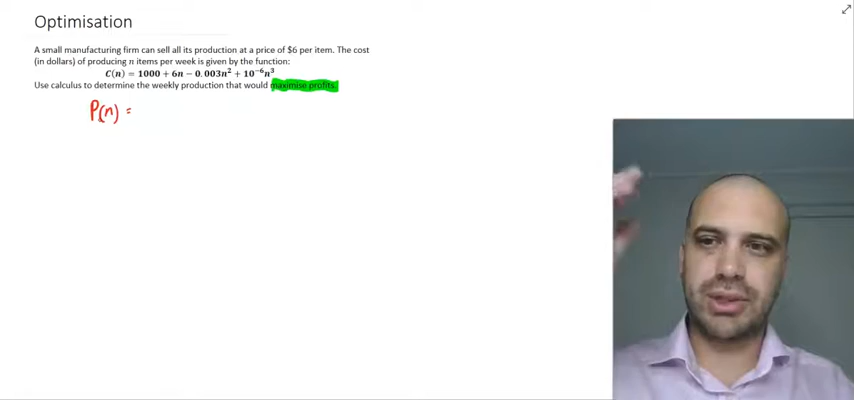 Optimisation
A small manufacturing firm can sell all its production at a price of $6 per item. The cost
(in dollars) of producing n items per week is given by the function:
C(n) = 1000 + 6n − 0.003n² + 10⁻⁶n³
Use calculus to determine the weekly production that would maximise profits.
P(n) =